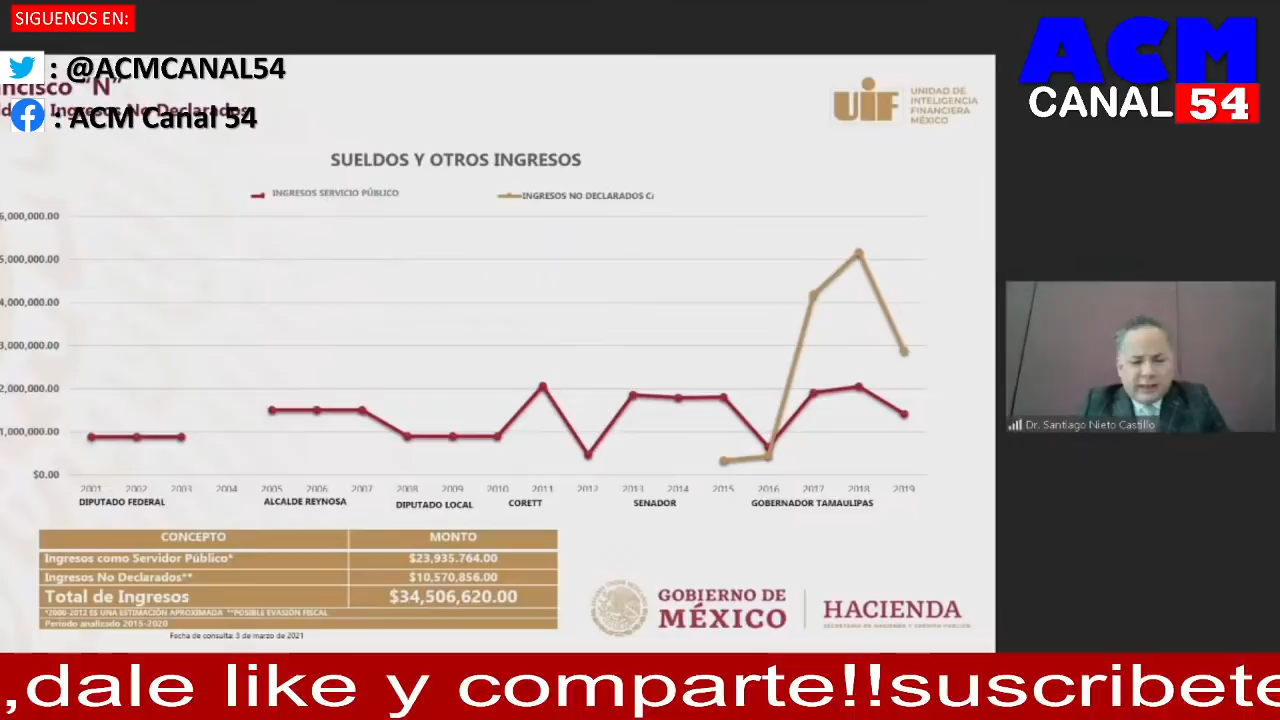 SIGUENOS EN:
: @ACMCANAL54
ncisco "N"
: ACM Canal 54
Ingresos No Declarados
ACM
CANAL 54
UIF
UNIDAD DE
INTELIGENCIA
FINANCIERA
MÉXICO
SUELDOS Y OTROS INGRESOS
INGRESOS SERVICIO PÚBLICO
INGRESOS NO DECLARADOS
6,000,000.00
5,000,000.00
4,000,000.00
3,000,000.00
2,000,000.00
1,000,000.00
$0.00
2001 2002 2003 2004 2005 2006 2007 2008 2009 2010 2011 2012 2013 2014 2015 2016 2017 2018 2019
DIPUTADO FEDERAL ALCALDE REYNOSA DIPUTADO LOCAL CORETT SENADOR GOBERNADOR TAMAULIPAS
Dr. Santiago Nieto Castillo
CONCEPTO MONTO
Ingresos como Servidor Público* $23,935.764.00
Ingresos No Declarados** $10,570,856.00
Total de Ingresos $34,506,620.00
*2000-2012 ES UNA ESTIMACIÓN APROXIMADA **POSIBLE EVASIÓN FISCAL
Periodo analizado 2015-2020
Fecha de consulta: 3 de marzo de 2021
GOBIERNO DE
MÉXICO
HACIENDA
SECRETARÍA DE HACIENDA Y CRÉDITO PÚBLICO
,dale like y comparte!!suscribete